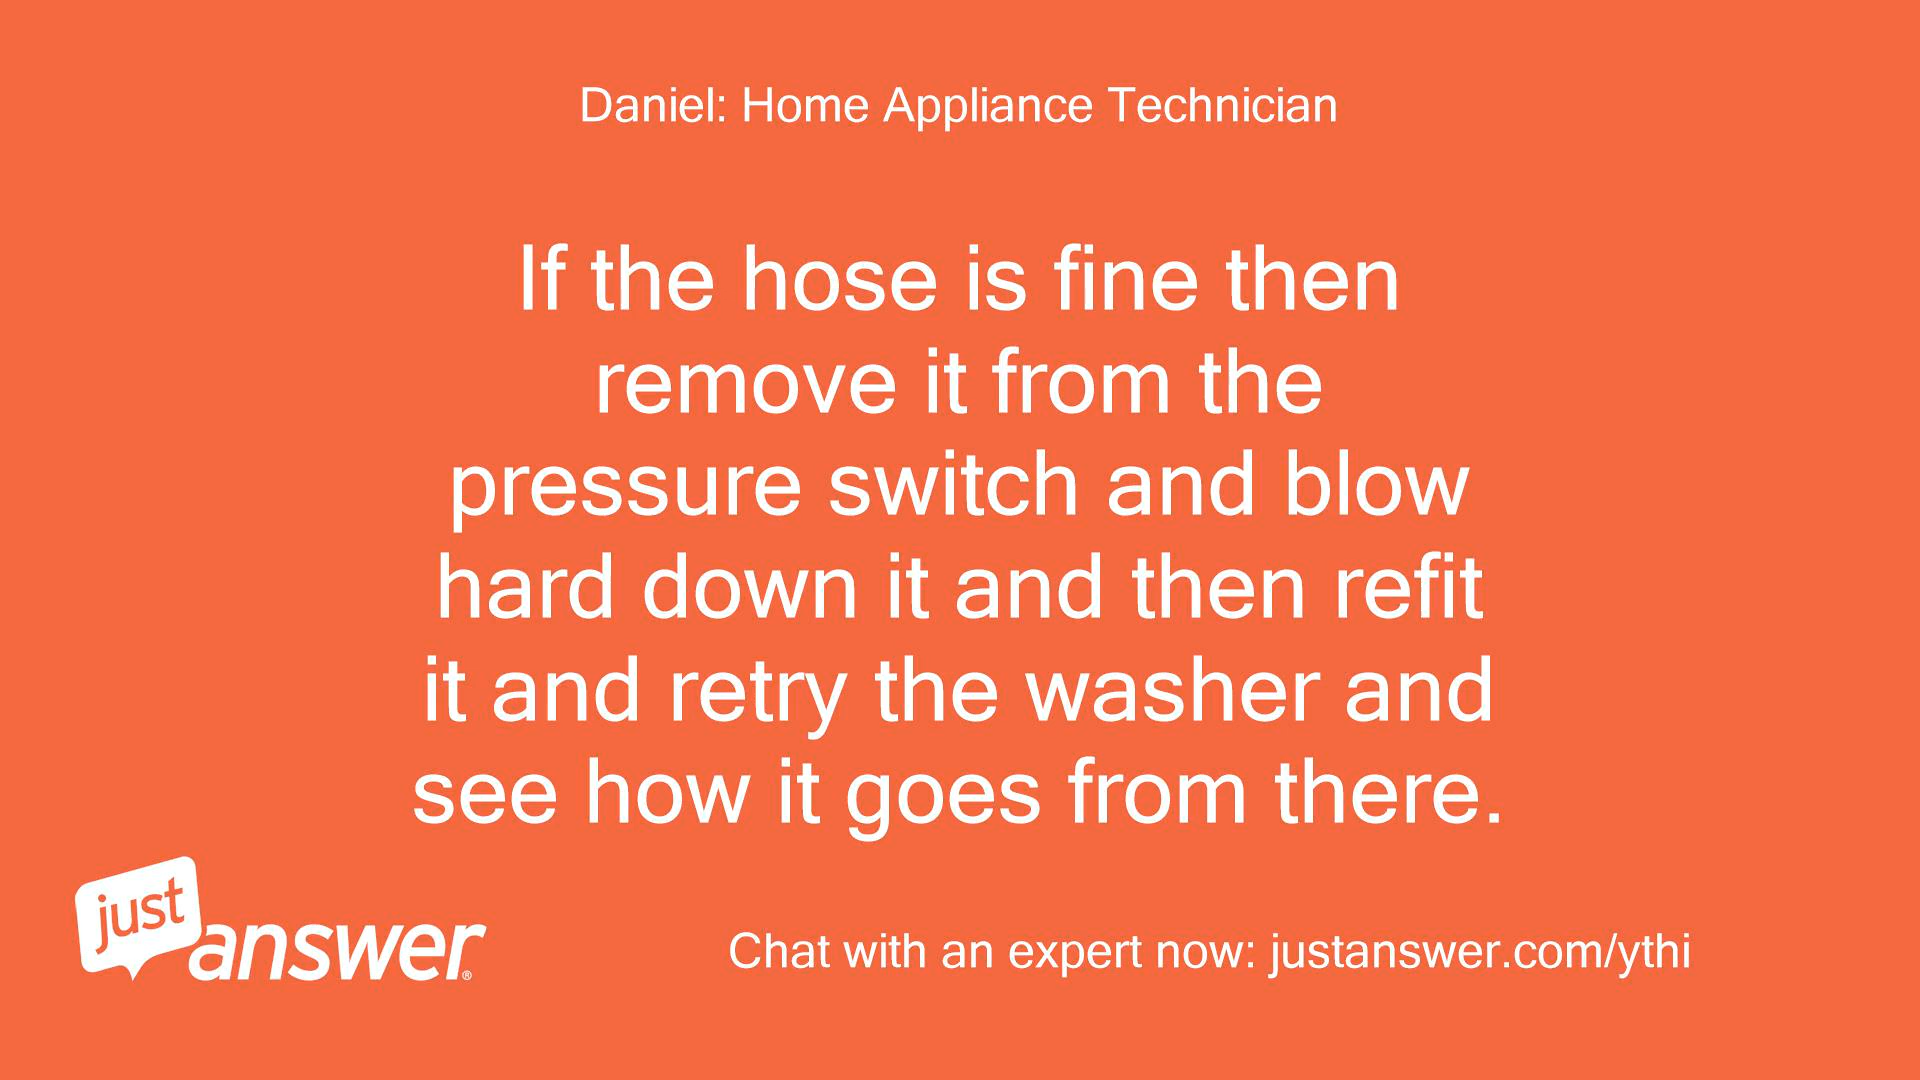 Daniel: Home Appliance Technician
If the hose is fine then
remove it from the
pressure switch and blow
hard down it and then refit
it and retry the washer and
see how it goes from there.
just
answer®
Chat with an expert now: justanswer.com/ythi